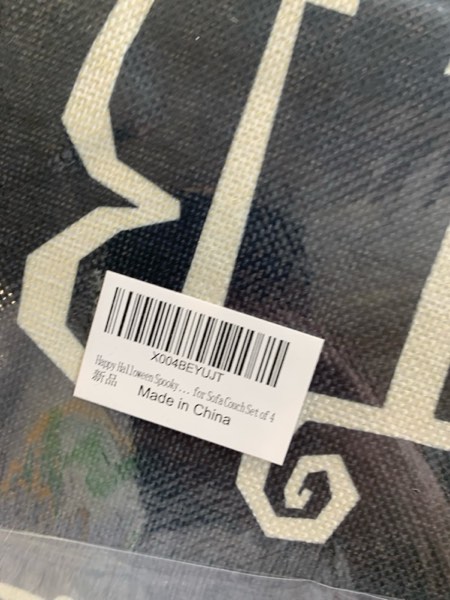 X004BEYUJT
Happy Halloween Spooky... for Sofa Couch Set of 4
新品
Made in China